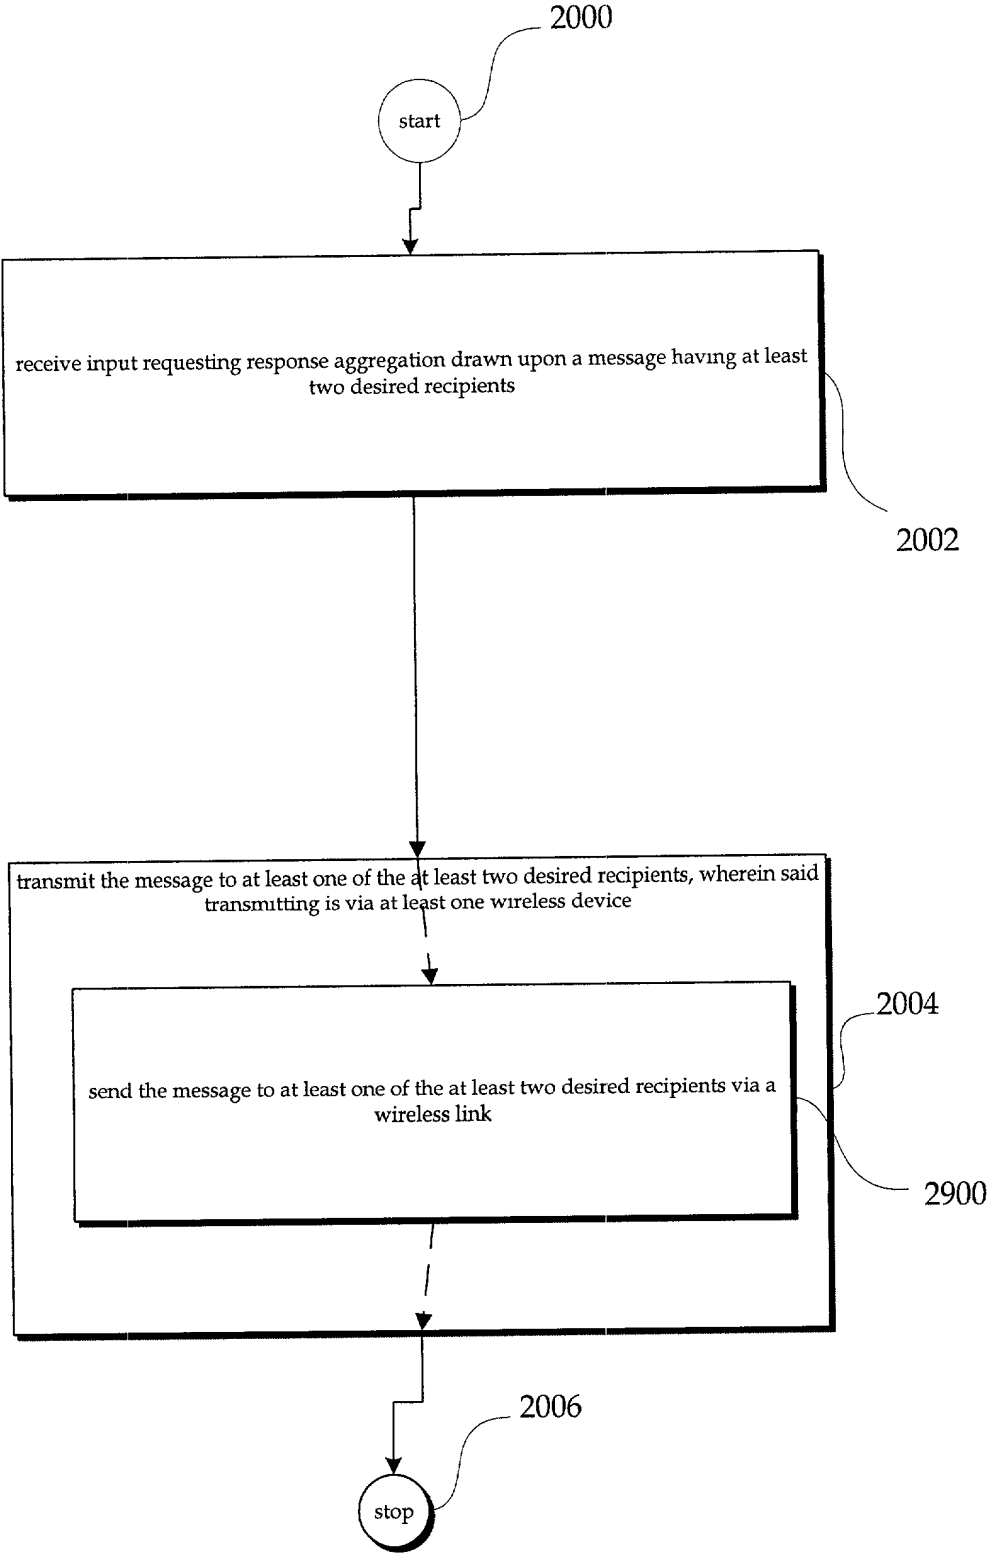 2000
start
receive input requesting response aggregation drawn upon a message having at least
two desired recipients
2002
transmit the message to at least one of the at least two desired recipients, wherein said
transmitting is via at least one wireless device
2004
send the message to at least one of the at least two desired recipients via a
wireless link
2900
2006
stop